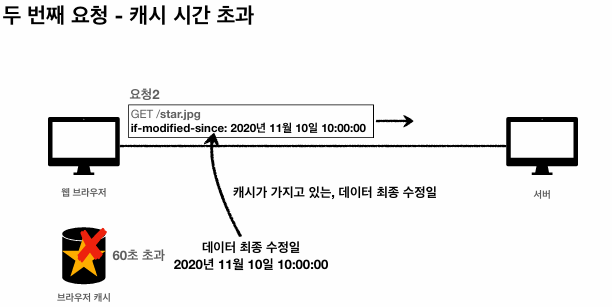 두 번째 요청 - 캐시 시간 초과
요청2
GET /star.jpg
if-modified-since: 2020년 11월 10일 10:00:00
웹 브라우저
서버
캐시가 가지고 있는, 데이터 최종 수정일
데이터 최종 수정일
2020년 11월 10일 10:00:00
60초 초과
브라우저 캐시